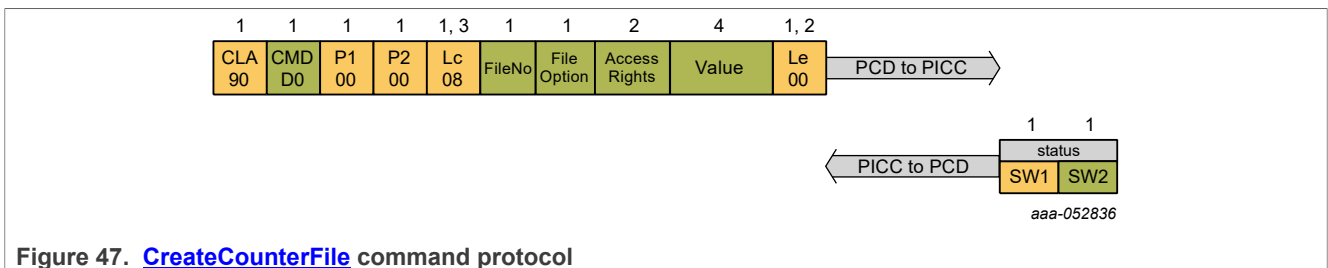 1 1 1 1 1, 3 1 1 2 4 1, 2
CLA 90 CMD D0 P1 00 P2 00 Lc 08 FileNo File Option Access Rights Value Le 00 PCD to PICC
1 1
status
PICC to PCD SW1 SW2
aaa-052836
Figure 47. CreateCounterFile command protocol